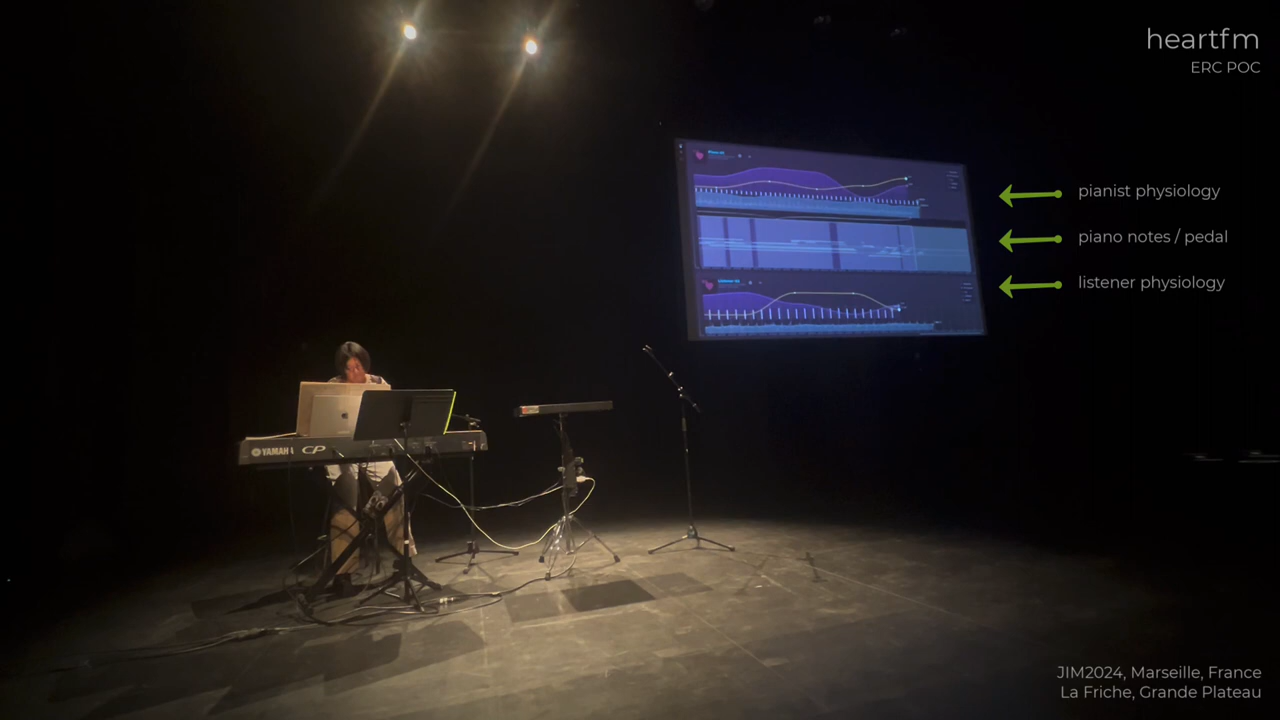 heartfm
ERC POC
pianist physiology
piano notes / pedal
listener physiology
YAMAHA CP
JIM2024, Marseille, France
La Friche, Grande Plateau